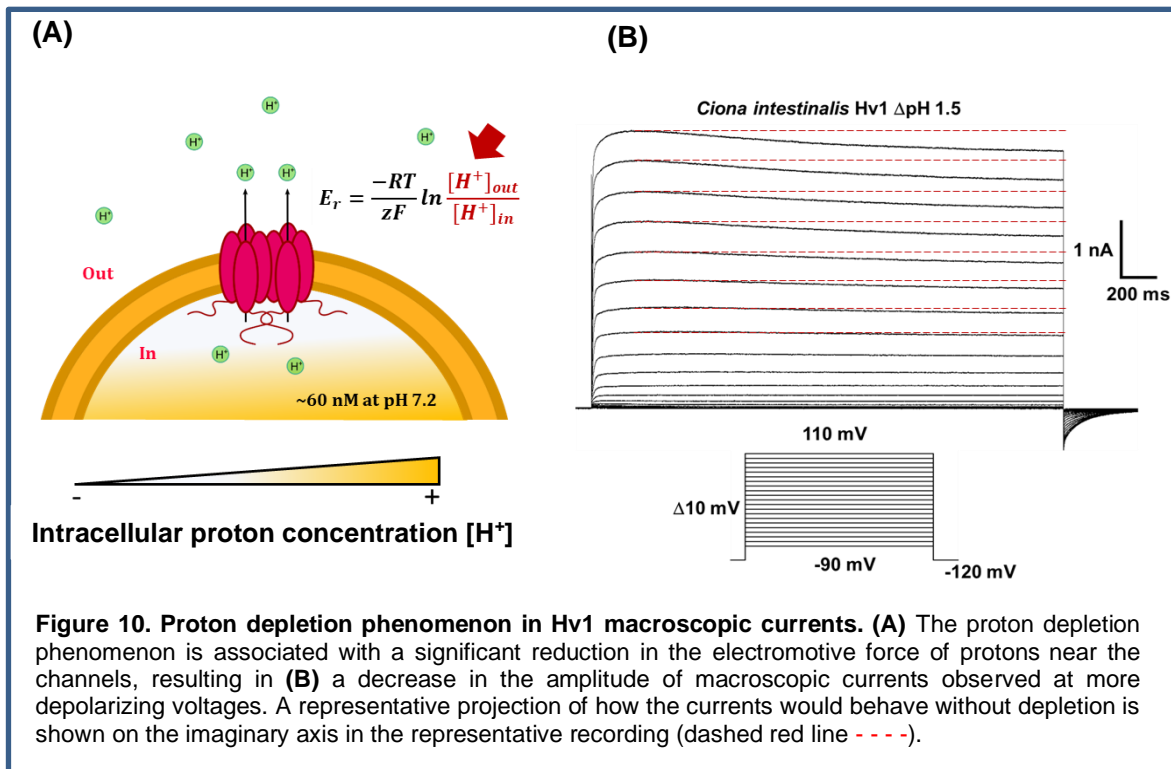 (A)
H⁺
H⁺
H⁺
H⁺
H⁺
H⁺
H⁺
E_r = -RT/zF ln [H⁺]_out/[H⁺]_in
Out
In
H⁺
H⁺
~60 nM at pH 7.2
-
+
Intracellular proton concentration [H⁺]
(B)
Ciona intestinalis Hv1 ΔpH 1.5
1 nA
200 ms
110 mV
Δ10 mV
-90 mV
-120 mV
Figure 10. Proton depletion phenomenon in Hv1 macroscopic currents. (A) The proton depletion
phenomenon is associated with a significant reduction in the electromotive force of protons near the
channels, resulting in (B) a decrease in the amplitude of macroscopic currents observed at more
depolarizing voltages. A representative projection of how the currents would behave without depletion is
shown on the imaginary axis in the representative recording (dashed red line - - - -).